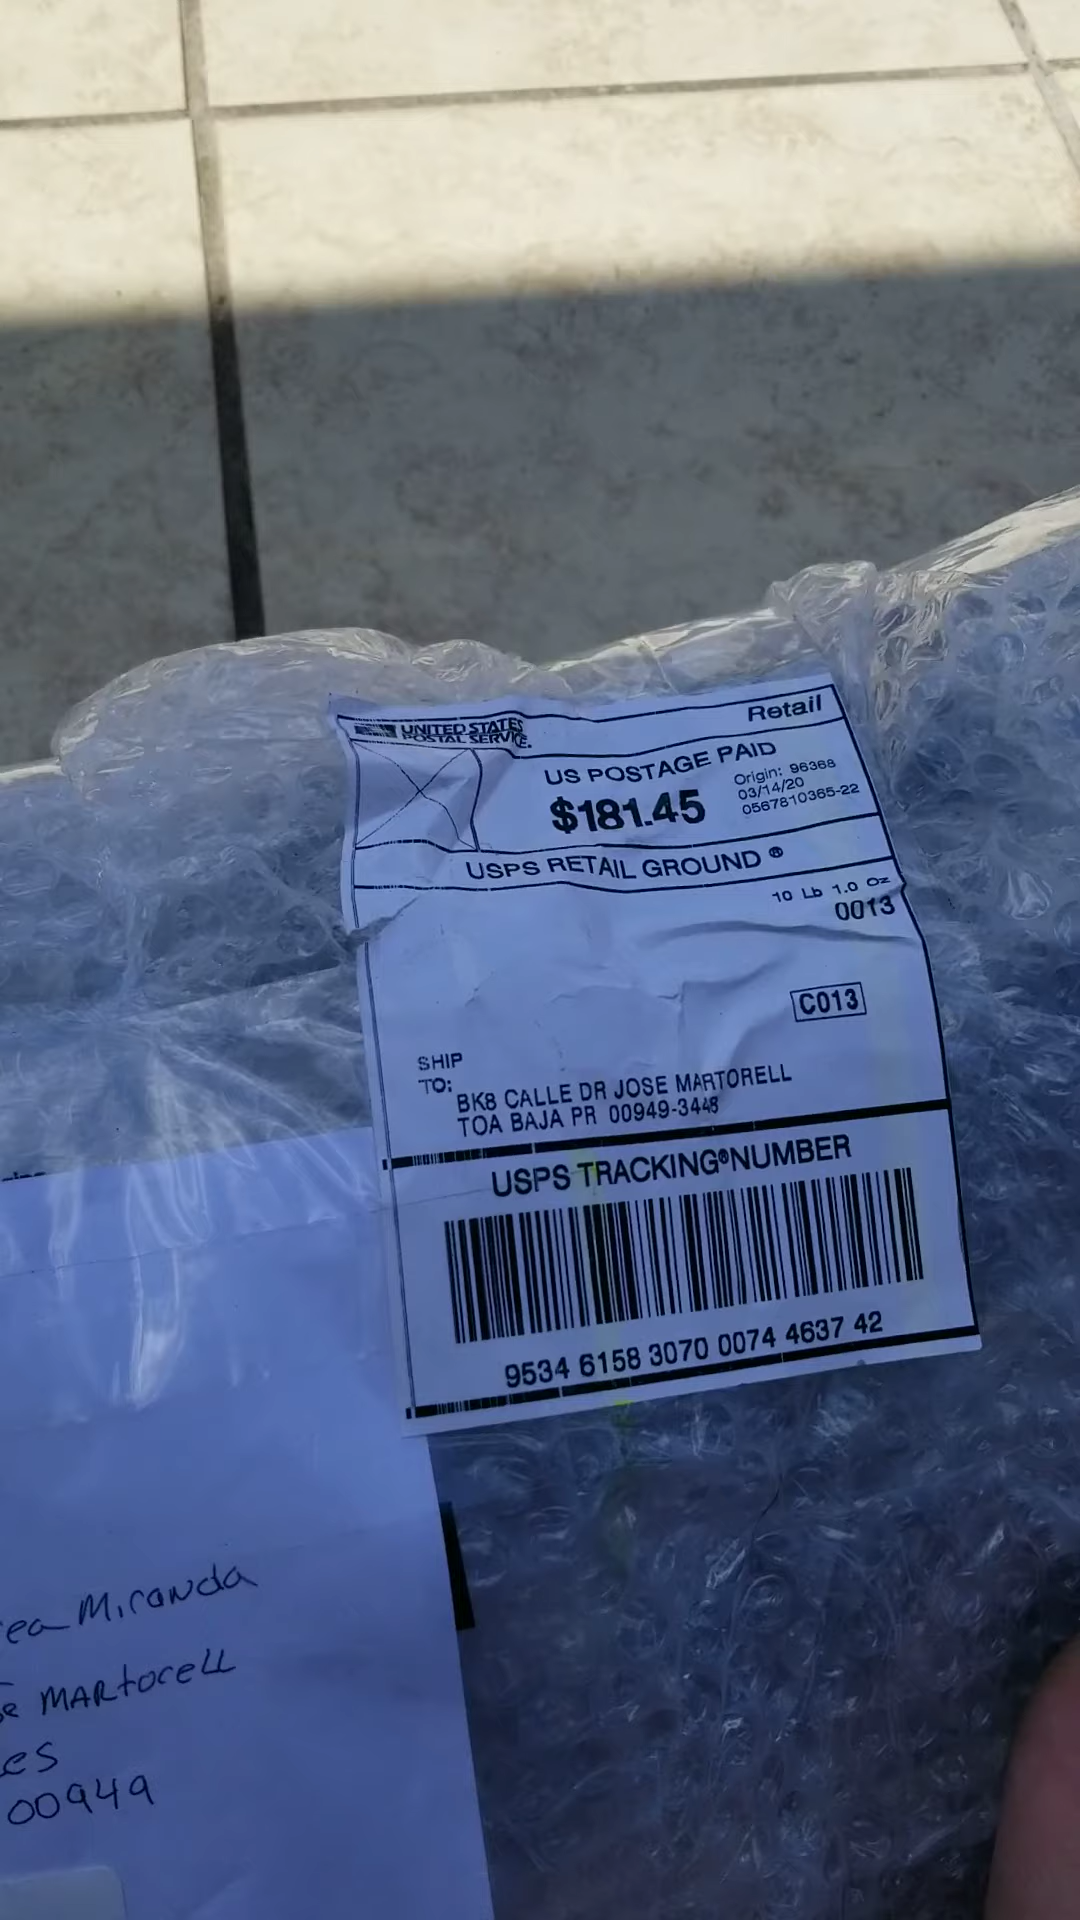 UNITED STATES
POSTAL SERVICE.
Retail
US POSTAGE PAID
$181.45
Origin: 96368
03/14/20
0567810365-22
USPS RETAIL GROUND ®
10 Lb 1.0 Oz
0013
C013
SHIP
TO:
BK8 CALLE DR JOSE MARTORELL
TOA BAJA PR 00949-3448
USPS TRACKING® NUMBER
9534 6158 3070 0074 4637 42
Miranda
MARtorell
00949